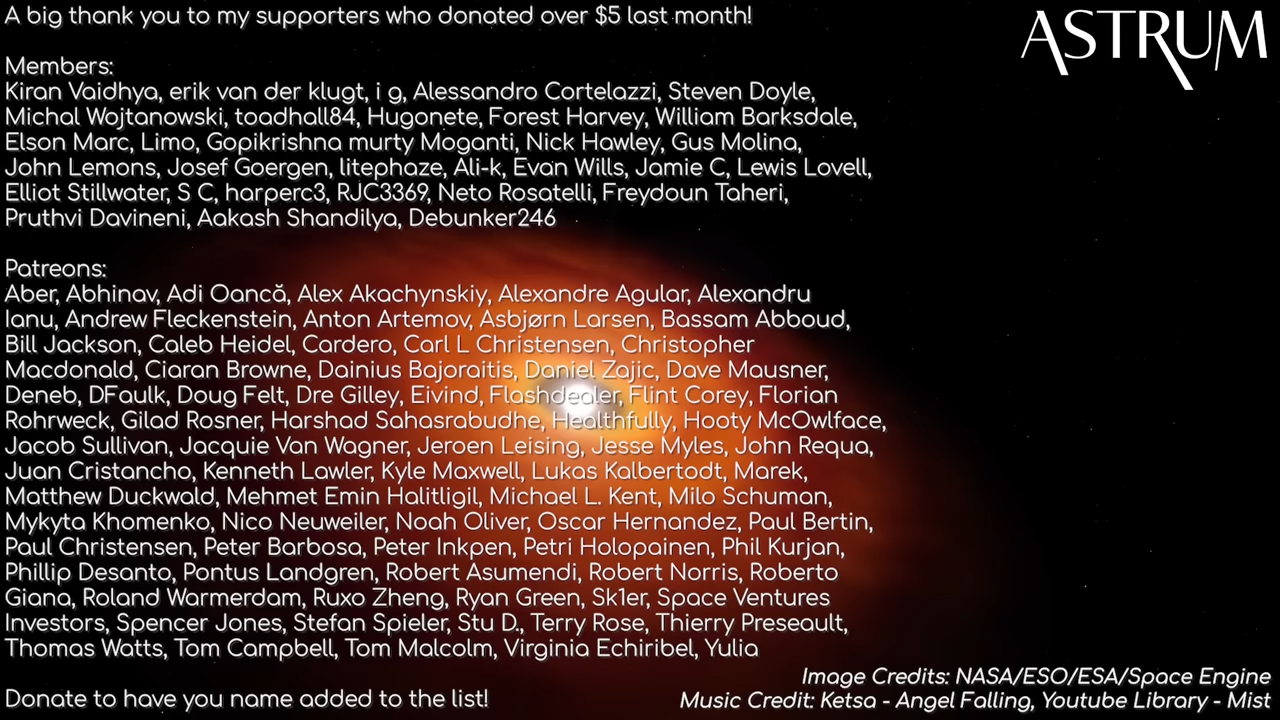 A big thank you to my supporters who donated over $5 last month!
ASTRUM
Members:
Kiran Vaidhya, erik van der klugt, i g, Alessandro Cortelazzi, Steven Doyle,
Michal Wojtanowski, toadhall84, Hugonete, Forest Harvey, William Barksdale,
Elson Marc, Limo, Gopikrishna murty Moganti, Nick Hawley, Gus Molina,
John Lemons, Josef Goergen, litephaze, Ali-k, Evan Wills, Jamie C, Lewis Lovell,
Elliot Stillwater, S C, harperc3, RJC3369, Neto Rosatelli, Freydoun Taheri,
Pruthvi Davineni, Aakash Shandilya, Debunker246
Patreons:
Aber, Abhinav, Adi Oancă, Alex Akachynskiy, Alexandre Agular, Alexandru
Ianu, Andrew Fleckenstein, Anton Artemov, Asbjørn Larsen, Bassam Abboud,
Bill Jackson, Caleb Heidel, Cardero, Carl L Christensen, Christopher
Macdonald, Ciaran Browne, Dainius Bajoraitis, Daniel Zajic, Dave Mausner,
Deneb, DFaulk, Doug Felt, Dre Gilley, Eivind, Flashdealer, Flint Corey, Florian
Rohrweck, Gilad Rosner, Harshad Sahasrabudhe, Healthfully, Hooty McOwlface,
Jacob Sullivan, Jacquie Van Wagner, Jeroen Leising, Jesse Myles, John Requa,
Juan Cristancho, Kenneth Lawler, Kyle Maxwell, Lukas Kalbertodt, Marek,
Matthew Duckwald, Mehmet Emin Halitligil, Michael L. Kent, Milo Schuman,
Mykyta Khomenko, Nico Neuweiler, Noah Oliver, Oscar Hernandez, Paul Bertin,
Paul Christensen, Peter Barbosa, Peter Inkpen, Petri Holopainen, Phil Kurjan,
Phillip Desanto, Pontus Landgren, Robert Asumendi, Robert Norris, Roberto
Giana, Roland Warmerdam, Ruxo Zheng, Ryan Green, Sk1er, Space Ventures
Investors, Spencer Jones, Stefan Spieler, Stu D., Terry Rose, Thierry Preseault,
Thomas Watts, Tom Campbell, Tom Malcolm, Virginia Echiribel, Yulia
Image Credits: NASA/ESO/ESA/Space Engine
Donate to have you name added to the list!
Music Credit: Ketsa - Angel Falling, Youtube Library - Mist